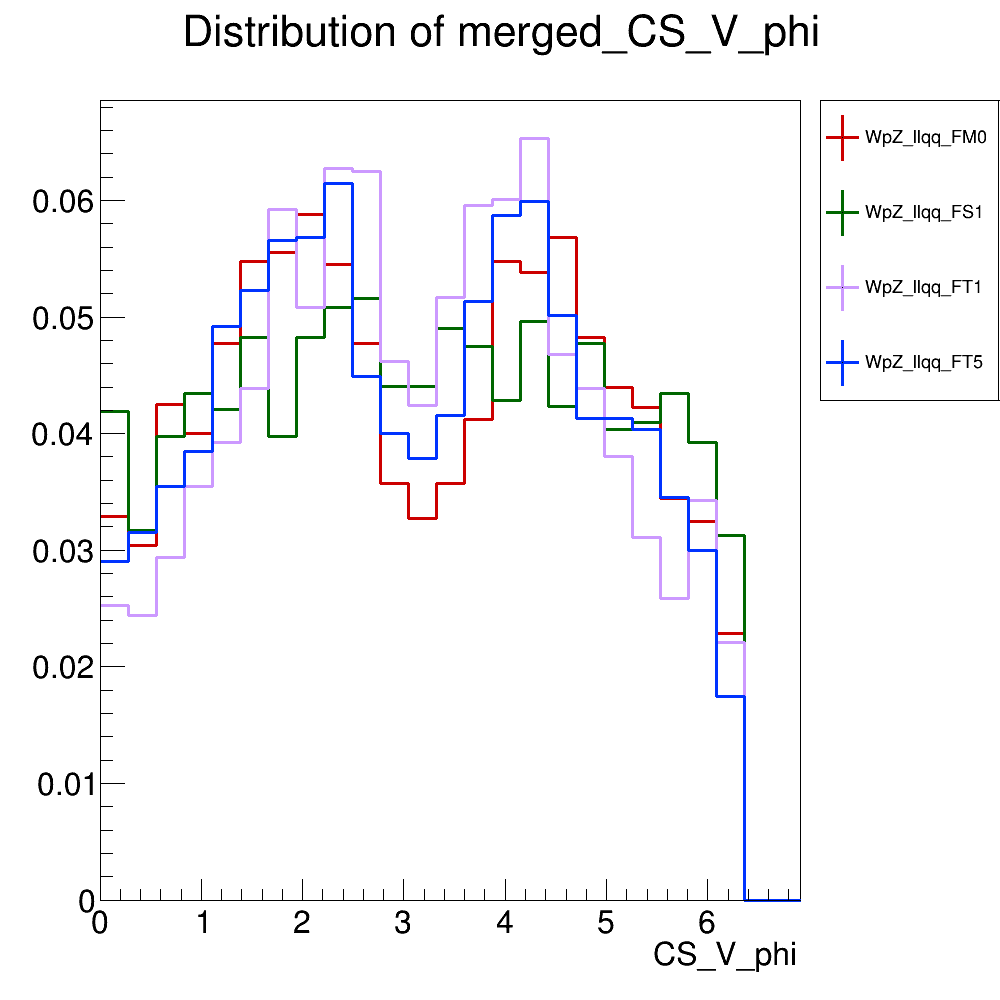 Distribution of merged_CS_V_phi
WpZ_llqq_FM0
WpZ_llqq_FS1
WpZ_llqq_FT1
WpZ_llqq_FT5
0.06
0.05
0.04
0.03
0.02
0.01
0
0 1 2 3 4 5 6
CS_V_phi